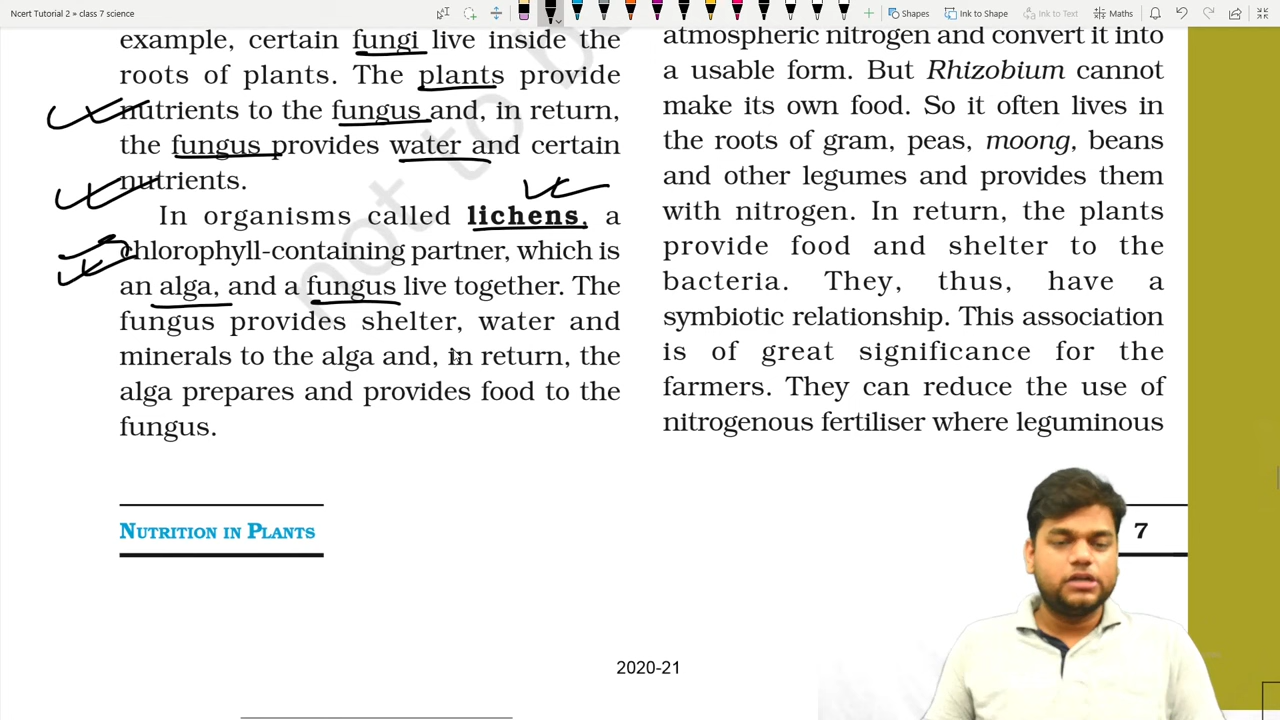 Ncert Tutorial 2 » class 7 science
Shapes
Ink to Shape
Ink to Text
Maths
example, certain fungi live inside the
roots of plants. The plants provide
nutrients to the fungus and, in return,
the fungus provides water and certain
nutrients.
In organisms called lichens, a
chlorophyll-containing partner, which is
an alga, and a fungus live together. The
fungus provides shelter, water and
minerals to the alga and, in return, the
alga prepares and provides food to the
fungus.
atmospheric nitrogen and convert it into
a usable form. But Rhizobium cannot
make its own food. So it often lives in
the roots of gram, peas, moong, beans
and other legumes and provides them
with nitrogen. In return, the plants
provide food and shelter to the
bacteria. They, thus, have a
symbiotic relationship. This association
is of great significance for the
farmers. They can reduce the use of
nitrogenous fertiliser where leguminous
not to b
NUTRITION IN PLANTS
7
2020-21